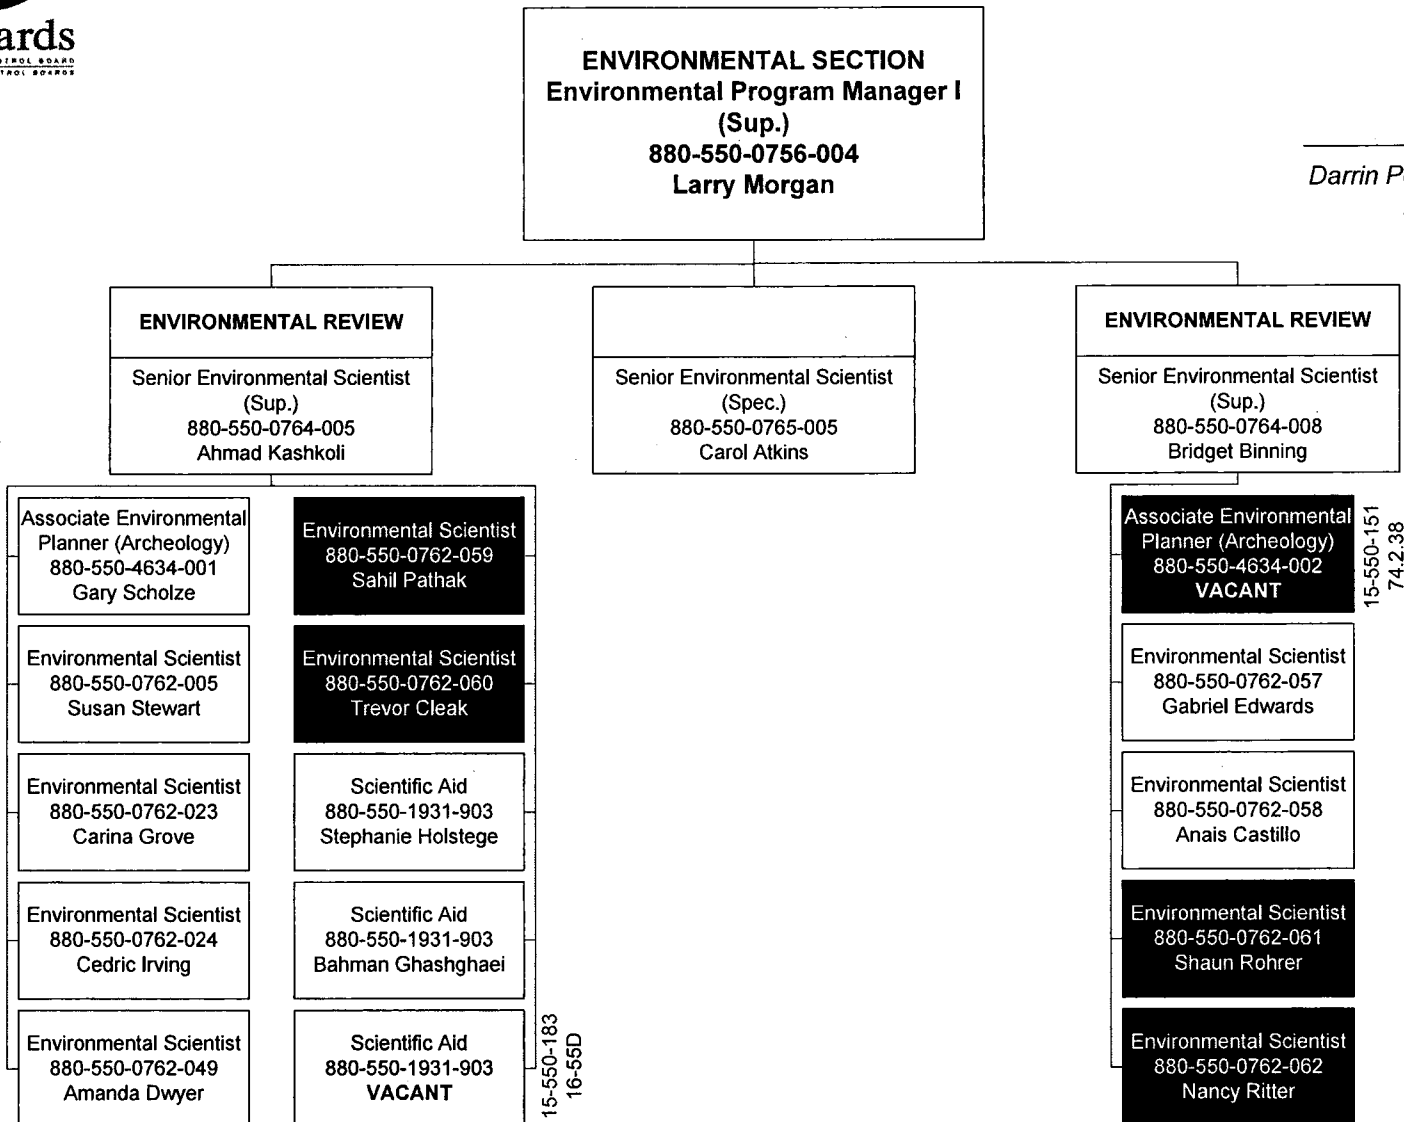 ards
ENVIRONMENTAL SECTION
Environmental Program Manager I
(Sup.)
880-550-0756-004
Larry Morgan
Darrin
ENVIRONMENTAL REVIEW
Senior Environmental Scientist
(Sup.)
880-550-0764-005
Ahmad Kashkoli
Senior Environmental Scientist
(Spec.)
880-550-0765-005
Carol Atkins
ENVIRONMENTAL REVIEW
Senior Environmental Scientist
(Sup.)
880-550-0764-008
Bridget Binning
Associate Environmental
Planner (Archeology)
880-550-4634-001
Gary Scholze
Environmental Scientist
880-550-0762-005
Susan Stewart
Environmental Scientist
880-550-0762-023
Carina Grove
Environmental Scientist
880-550-0762-024
Cedric Irving
Environmental Scientist
880-550-0762-049
Amanda Dwyer
Environmental Scientist
880-550-0762-059
Sahil Pathak
Environmental Scientist
880-550-0762-060
Trevor Cleak
Scientific Aid
880-550-1931-903
Stephanie Holstege
Scientific Aid
880-550-1931-903
Bahman Ghashghaei
Scientific Aid
880-550-1931-903
VACANT
15-550-183
16-55D
Associate Environmental
Planner (Archeology)
880-550-4634-002
VACANT
15-550-151
74.2.38
Environmental Scientist
880-550-0762-057
Gabriel Edwards
Environmental Scientist
880-550-0762-058
Anais Castillo
Environmental Scientist
880-550-0762-061
Shaun Rohrer
Environmental Scientist
880-550-0762-062
Nancy Ritter